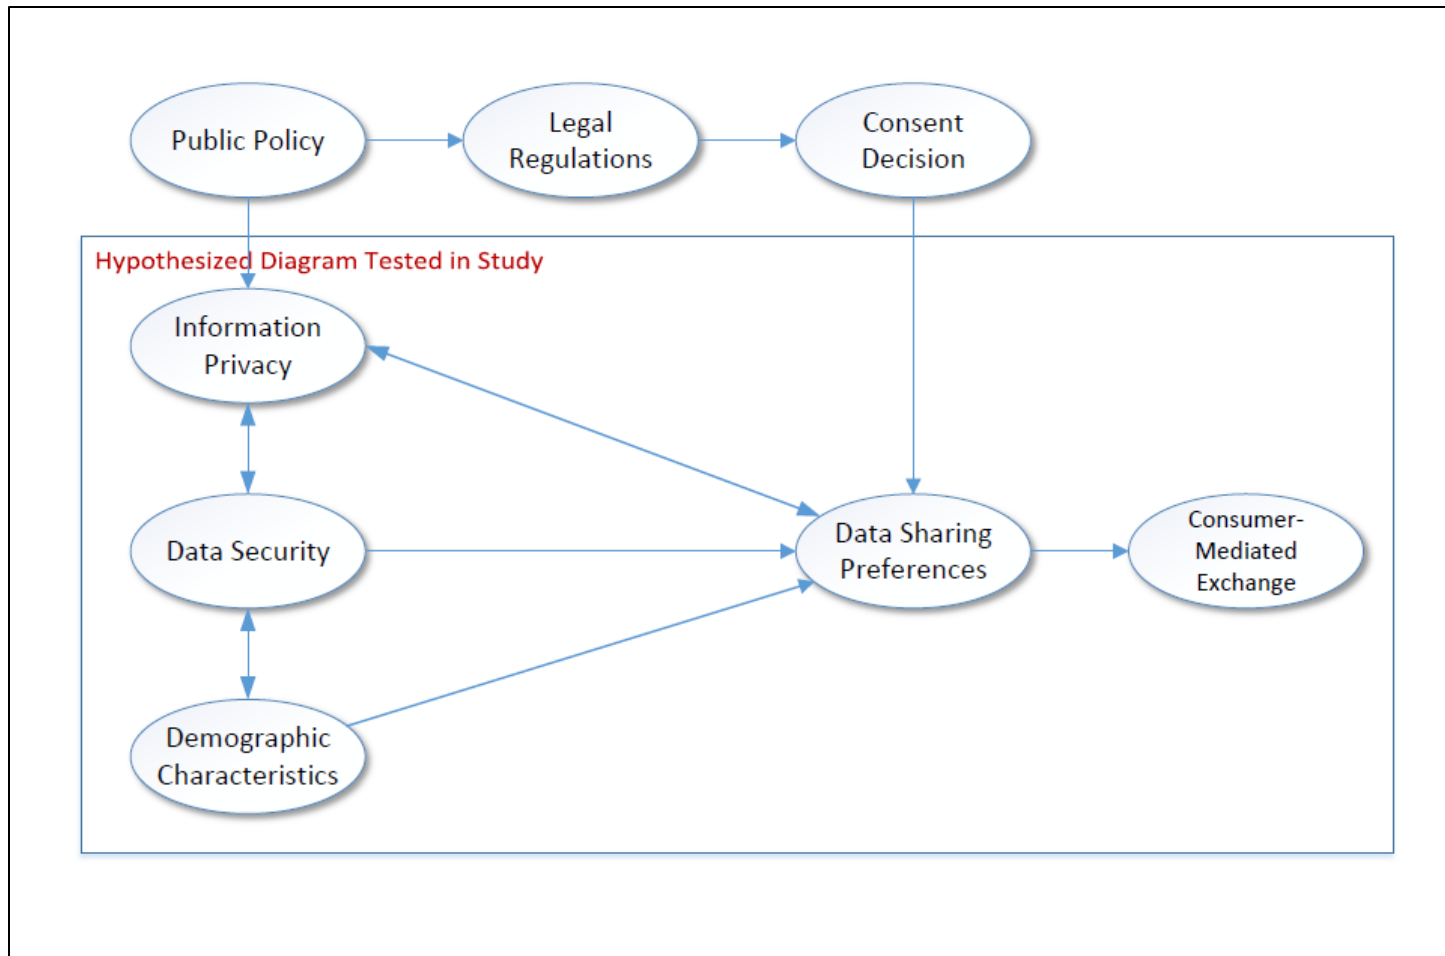 Public Policy
Legal
Regulations
Consent
Decision
Hypothesized Diagram Tested in Study
Information
Privacy
Data Security
Data Sharing
Preferences
Consumer-
Mediated
Exchange
Demographic
Characteristics